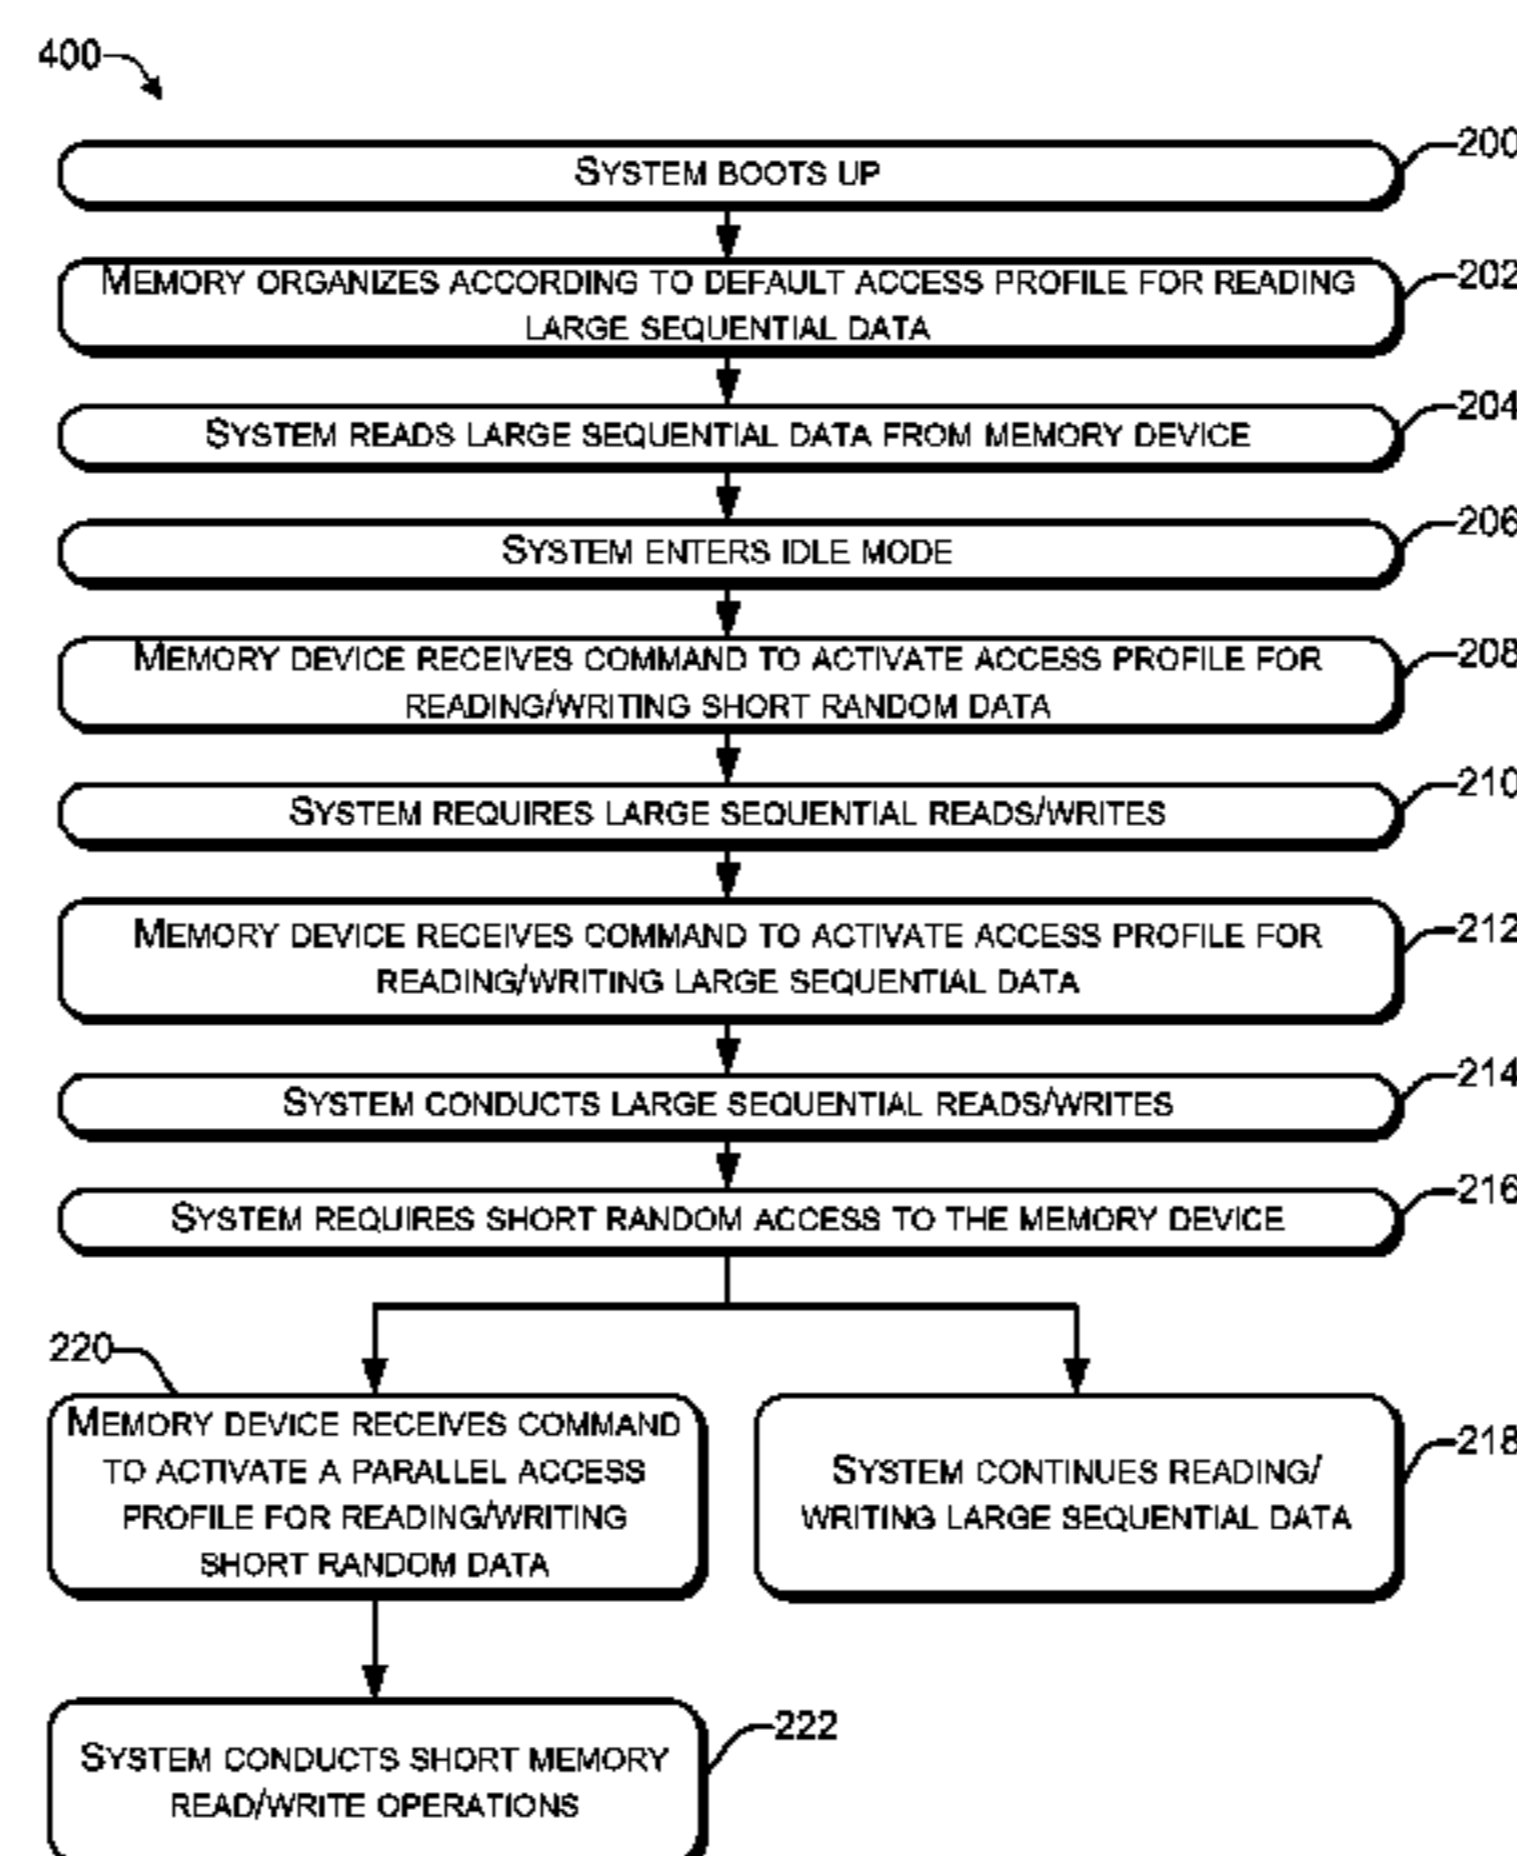 400
SYSTEM BOOTS UP
200
MEMORY ORGANIZES ACCORDING TO DEFAULT ACCESS PROFILE FOR READING
LARGE SEQUENTIAL DATA
202
SYSTEM READS LARGE SEQUENTIAL DATA FROM MEMORY DEVICE
204
SYSTEM ENTERS IDLE MODE
206
MEMORY DEVICE RECEIVES COMMAND TO ACTIVATE ACCESS PROFILE FOR
READING/WRITING SHORT RANDOM DATA
208
SYSTEM REQUIRES LARGE SEQUENTIAL READS/WRITES
210
MEMORY DEVICE RECEIVES COMMAND TO ACTIVATE ACCESS PROFILE FOR
READING/WRITING LARGE SEQUENTIAL DATA
212
SYSTEM CONDUCTS LARGE SEQUENTIAL READS/WRITES
214
SYSTEM REQUIRES SHORT RANDOM ACCESS TO THE MEMORY DEVICE
216
220
MEMORY DEVICE RECEIVES COMMAND
TO ACTIVATE A PARALLEL ACCESS
PROFILE FOR READING/WRITING
SHORT RANDOM DATA
SYSTEM CONTINUES READING/
WRITING LARGE SEQUENTIAL DATA
218
SYSTEM CONDUCTS SHORT MEMORY
READ/WRITE OPERATIONS
222